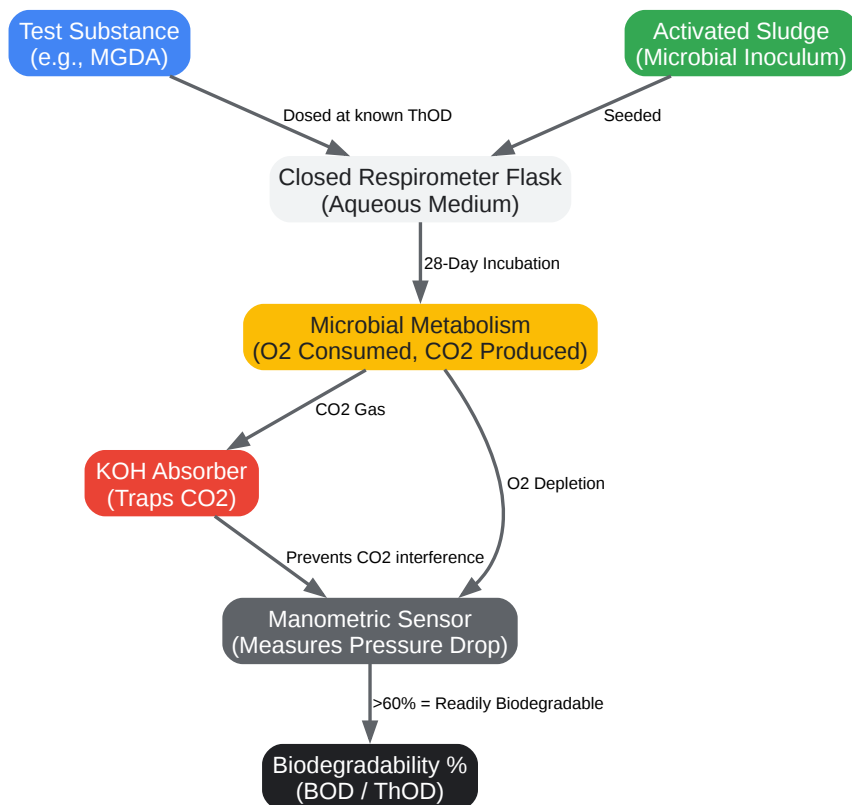 Test Substance
(e.g., MGDA)
Activated Sludge
(Microbial Inoculum)
Dosed at known ThOD
Seeded
Closed Respirometer Flask
(Aqueous Medium)
28-Day Incubation
Microbial Metabolism
(O2 Consumed, CO2 Produced)
CO2 Gas
KOH Absorber
(Traps CO2)
O2 Depletion
Prevents CO2 interference
Manometric Sensor
(Measures Pressure Drop)
>60% = Readily Biodegradable
Biodegradability %
(BOD / ThOD)